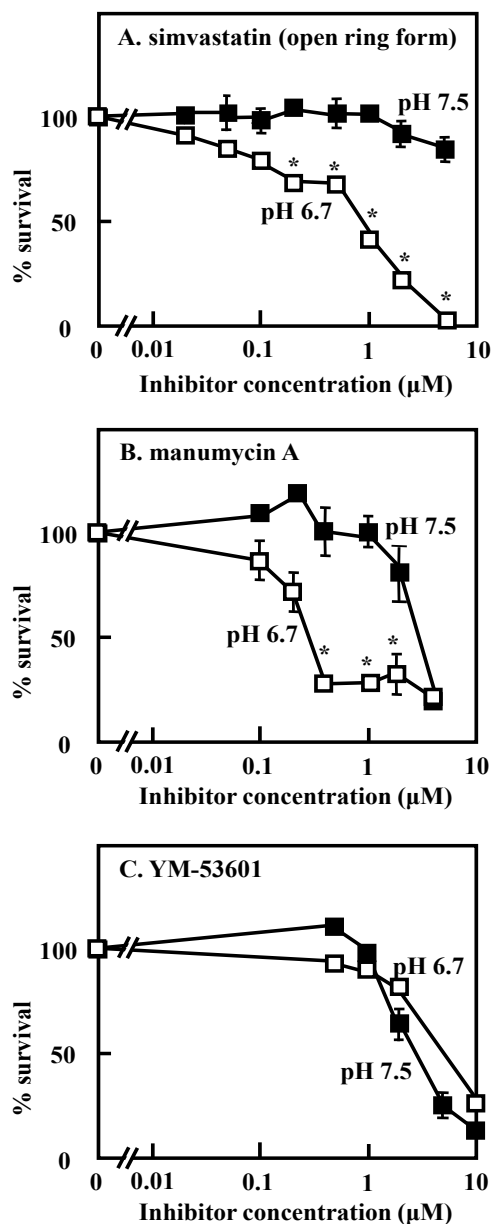 A. simvastatin (open ring form)
pH 7.5
100
* *
pH 6.7
*
50
*
*
% survival
0
0 0.01 0.1 1 10
Inhibitor concentration (μM)
B. manumycin A
pH 7.5
100
pH 6.7
50
* * *
% survival
0
0 0.01 0.1 1 10
Inhibitor concentration (μM)
C. YM-53601
100
pH 6.7
50
pH 7.5
% survival
0
0 0.01 0.1 1 10
Inhibitor concentration (μM)